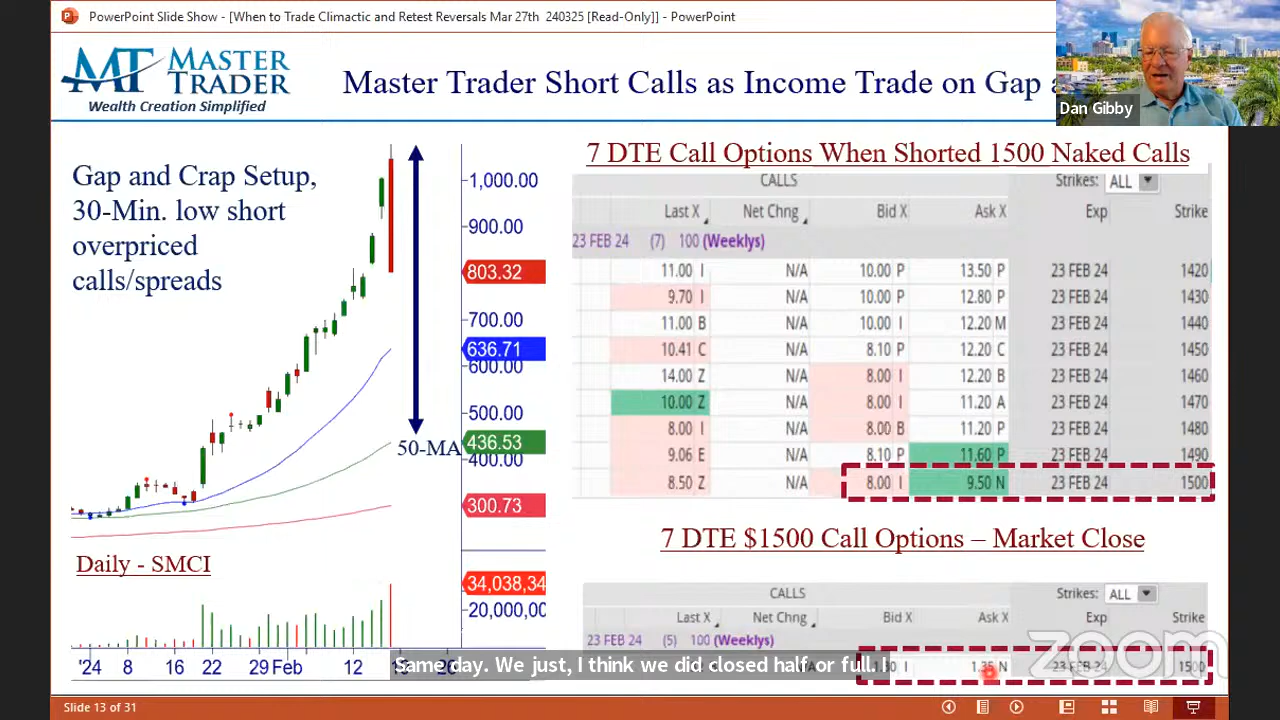 PowerPoint Slide Show - [When to Trade Climactic and Retest Reversals Mar 27th 240325 [Read-Only]] - PowerPoint
MT MASTER TRADER
Wealth Creation Simplified
Master Trader Short Calls as Income Trade on Gap
Dan Gibby
Gap and Crap Setup,
30-Min. low short
overpriced
calls/spreads
1,000.00
900.00
803.32
700.00
636.71
600.00
500.00
436.53
50-MA
400.00
300.73
Daily - SMCI
34,038,34
20,000,00
'24 8 16 22 29 Feb 12 20
7 DTE Call Options When Shorted 1500 Naked Calls
CALLS Strikes: ALL
Last X Net Chng Bid X Ask X Exp Strike
23 FEB 24 (7) 100 (Weeklys)
11.00 I N/A 10.00 P 13.50 P 23 FEB 24 1420
9.70 I N/A 10.00 P 12.80 P 23 FEB 24 1430
11.00 B N/A 10.00 I 12.20 M 23 FEB 24 1440
10.41 C N/A 8.10 P 12.20 C 23 FEB 24 1450
14.00 Z N/A 8.00 I 12.20 B 23 FEB 24 1460
10.00 Z N/A 8.00 I 11.20 A 23 FEB 24 1470
8.00 I N/A 8.00 B 11.20 P 23 FEB 24 1480
9.06 E N/A 8.10 P 11.60 P 23 FEB 24 1490
8.50 Z N/A 8.00 I 9.50 N 23 FEB 24 1500
7 DTE $1500 Call Options – Market Close
CALLS Strikes: ALL
Last X Net Chng Bid X Ask X Exp Strike
23 FEB 24 (5) 100 (Weeklys)
1.35 N 23 FEB 24 1500
Same day. We just, I think we did closed half or full. I
zoom
Slide 13 of 31